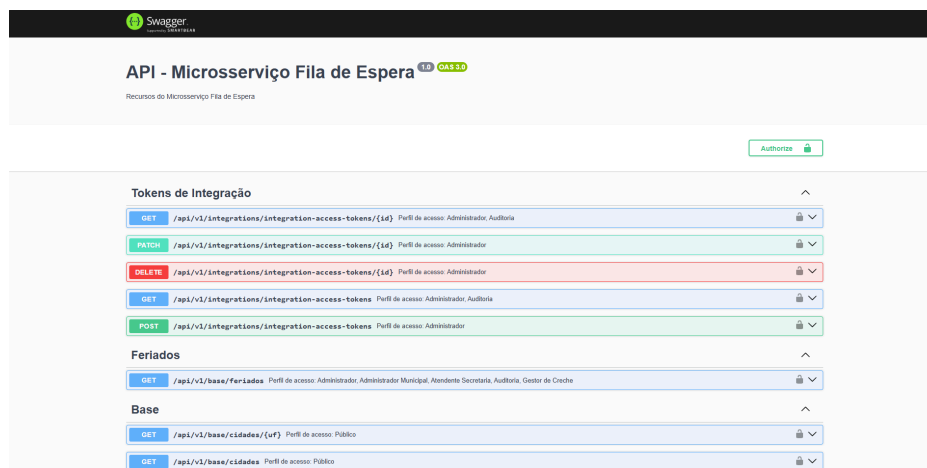 Swagger.
Supported by SMARTBEAR
API - Microsserviço Fila de Espera 1.0 OAS 3.0
Recursos do Microsserviço Fila de Espera
Authorize
Tokens de Integração
GET /api/v1/integrations/integration-access-tokens/{id} Perfil de acesso: Administrador, Auditoria
PATCH /api/v1/integrations/integration-access-tokens/{id} Perfil de acesso: Administrador
DELETE /api/v1/integrations/integration-access-tokens/{id} Perfil de acesso: Administrador
GET /api/v1/integrations/integration-access-tokens Perfil de acesso: Administrador, Auditoria
POST /api/v1/integrations/integration-access-tokens Perfil de acesso: Administrador
Feriados
GET /api/v1/base/feriados Perfil de acesso: Administrador, Administrador Municipal, Atendente Secretaria, Auditoria, Gestor de Creche
Base
GET /api/v1/base/cidades/{uf} Perfil de acesso: Público
GET /api/v1/base/cidades Perfil de acesso: Público